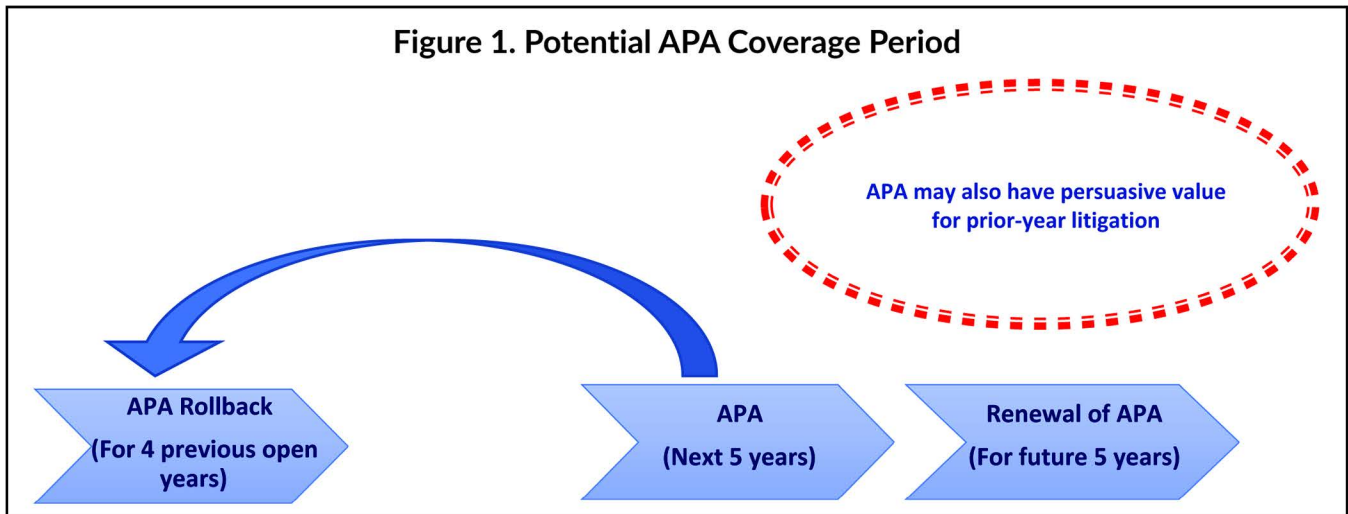 Figure 1. Potential APA Coverage Period
APA may also have persuasive value
for prior-year litigation
APA Rollback
(For 4 previous open
years)
APA
(Next 5 years)
Renewal of APA
(For future 5 years)